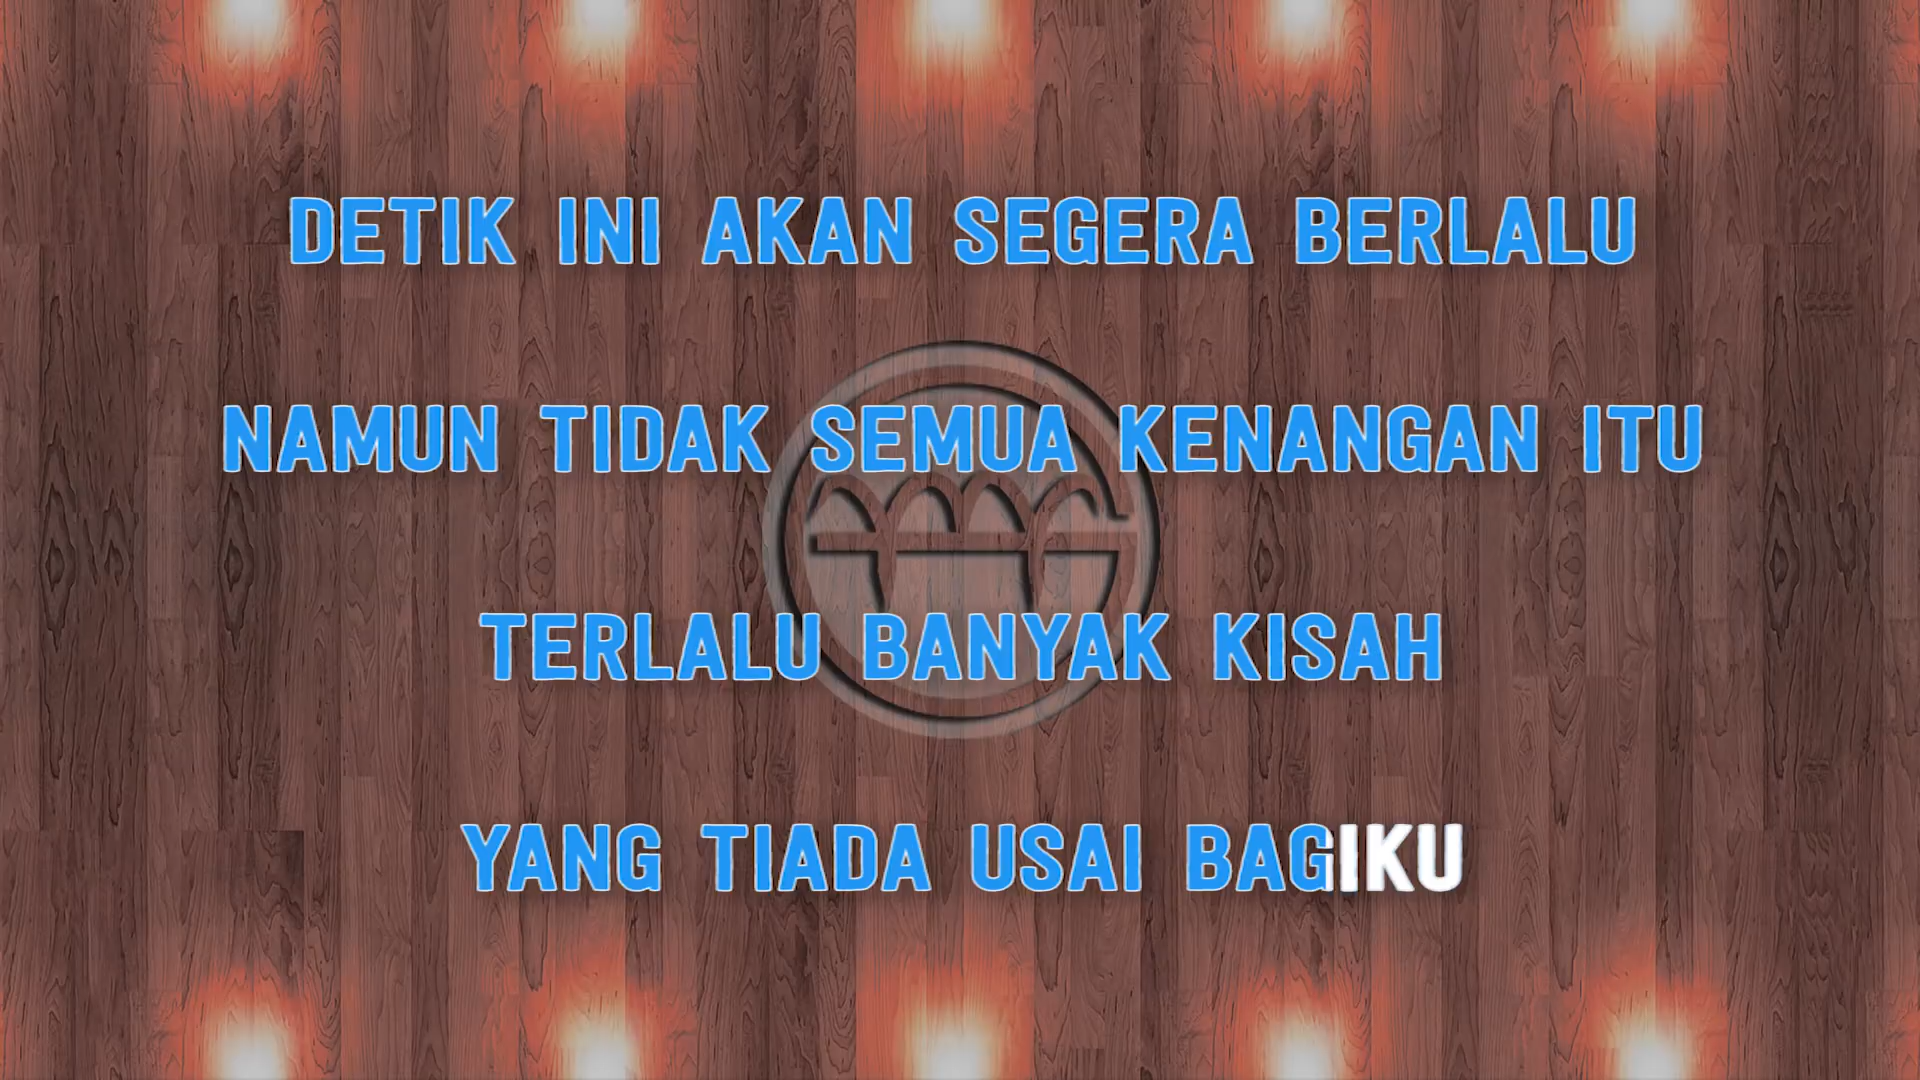 DETIK INI AKAN SEGERA BERLALU
NAMUN TIDAK SEMUA KENANGAN ITU
TERLALU BANYAK KISAH
YANG TIADA USAI BAGIKU